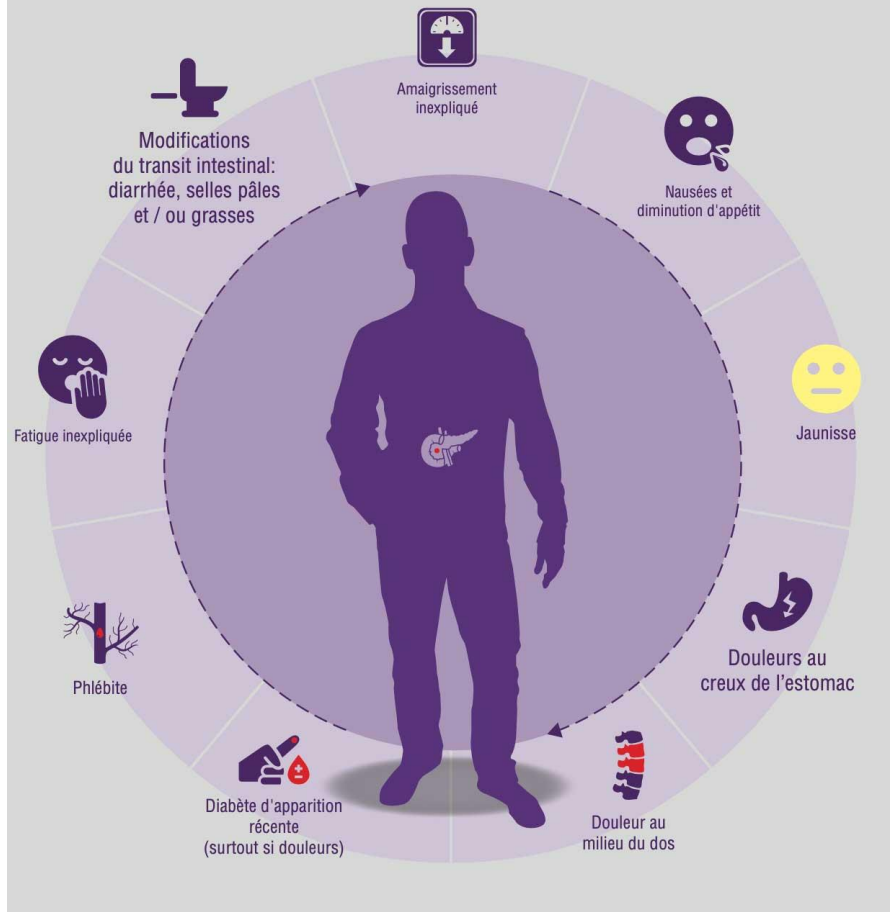 Amaigrissement
inexpliqué
Nausées et
diminution d'appétit
Jaunisse
Douleurs au
creux de l'estomac
Douleur au
milieu du dos
Diabète d'apparition
récente
(surtout si douleurs)
Phlébite
Fatigue inexpliquée
Modifications
du transit intestinal:
diarrhée, selles pâles
et / ou grasses